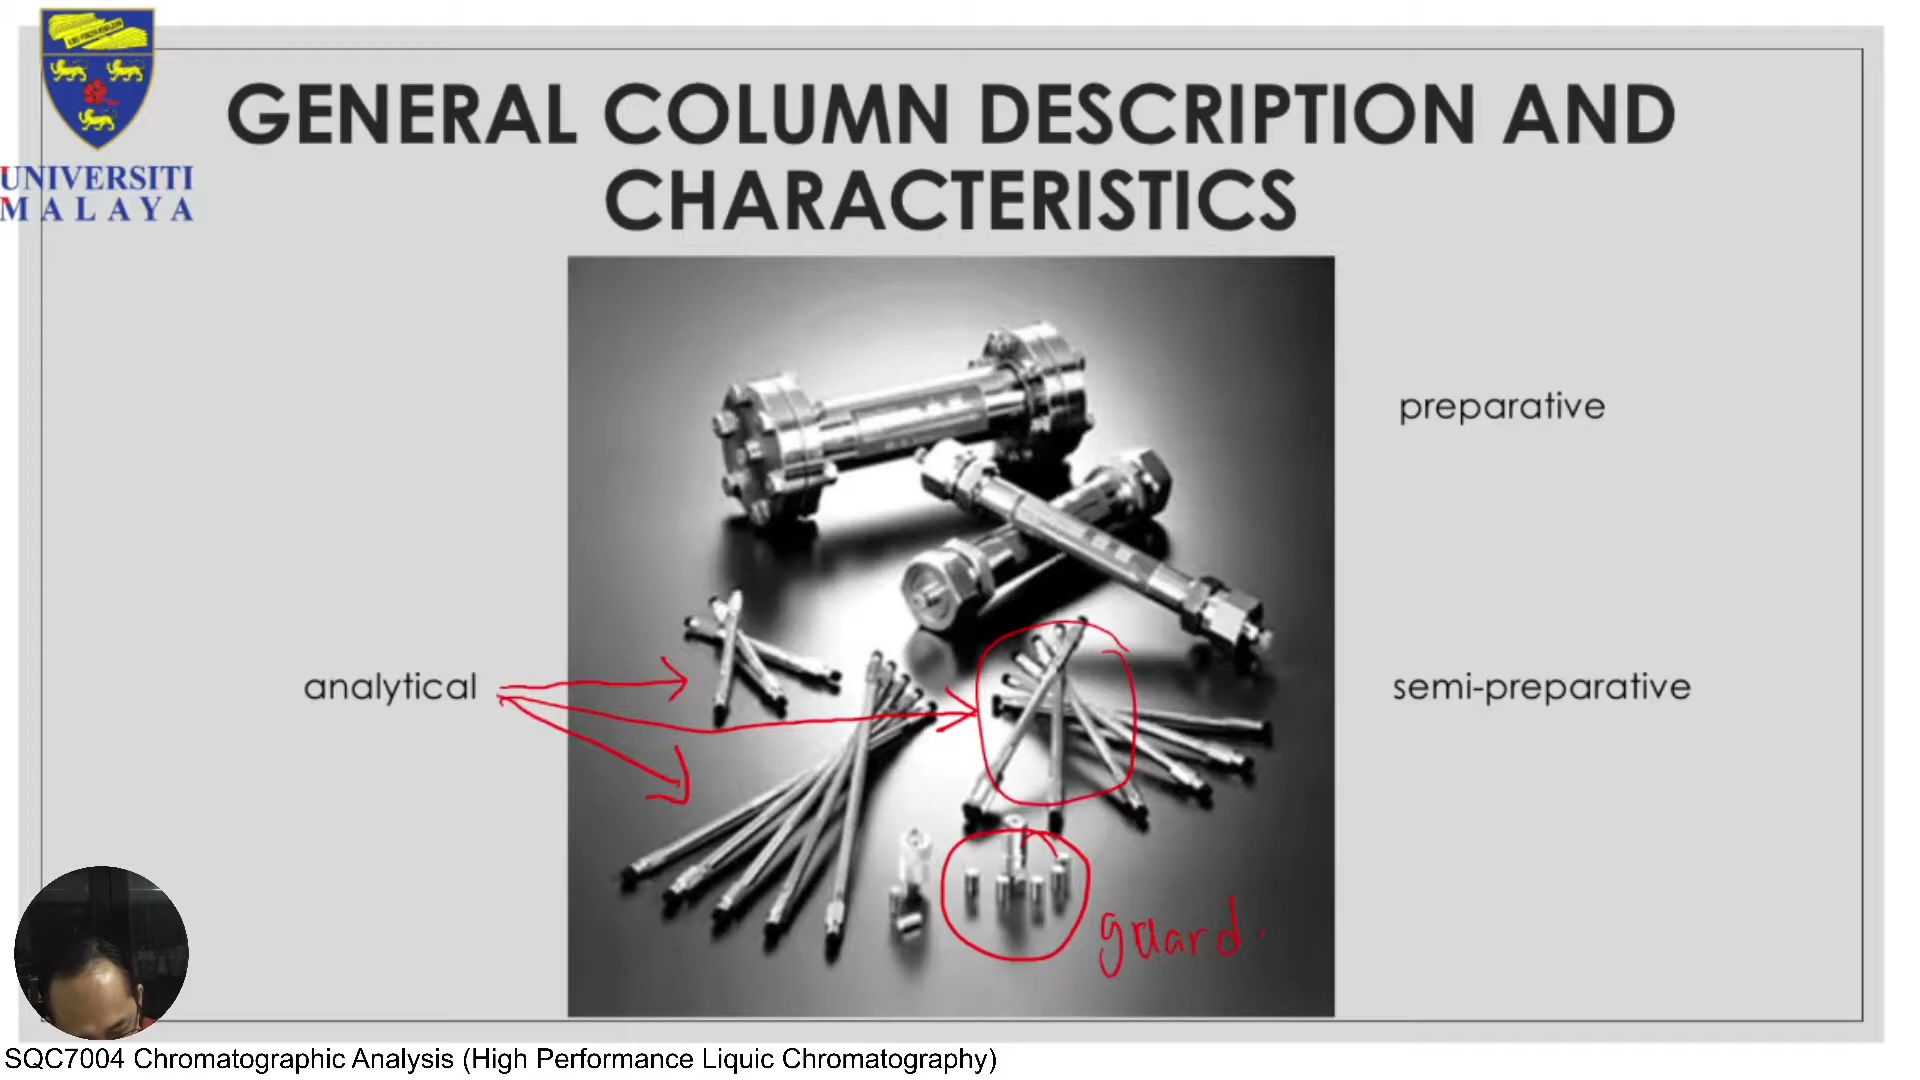 UNIVERSITI
MALAYA
GENERAL COLUMN DESCRIPTION AND
CHARACTERISTICS
preparative
analytical
semi-preparative
guard.
SQC7004 Chromatographic Analysis (High Performance Liquic Chromatography)